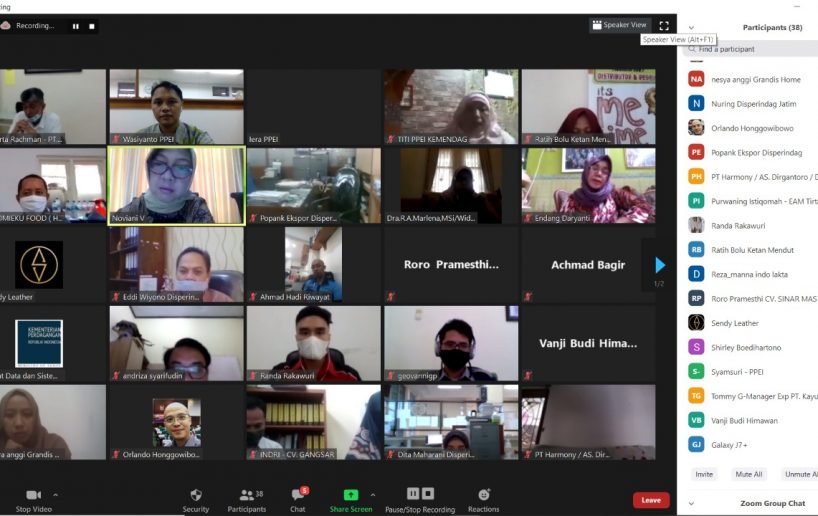 ting
Recording...
PPEI
Speaker View
Speaker View (Alt+F1)
Participants (38)
Find a participant
rta Rachman - PT ...
Wasiyanto PPEI
Iera PPEI
TITI PPEI KEMENDAG
DISTRIBUTOR &
its
me
Ratih Bolu Ketan Men...
OMIEKU FOOD ( H...
Noviani V
Popank Ekspor Disper...
Dra.R.A.Marlena,MSi/Wid...
Endang Daryanti
dy Leather
Eddi Wiyono Disperin...
Ahmad Hadi Riwayat
Roro Pramesthi...
Achmad Bagir
1/2
KEMENTERIAN
PERDAGANGAN
REPUBLIK INDONESIA
t Data dan Siste...
andriza syarifudin
Randa Rakawuri
geovannigp
Vanji Budi Hima...
a anggi Grandis ...
Orlando Honggowibo...
INDRI - CV. GANGSAR
Dita Maharani Disperi...
PT Harmony / AS. Dir...
NA nesya anggi Grandis Home
N Nuring Disperindag Jatim
Orlando Honggowibowo
PE Popank Ekspor Disperindag
PH PT Harmony / AS. Dirgantoro / D
PI Purwaning Istiqomah - EAM Tirta
Randa Rakawuri
RB Ratih Bolu Ketan Mendut
D Reza_manna indo lakta
RP Roro Pramesthi CV. SINAR MAS
Sendy Leather
S Shirley Boedihartono
S- Syamsuri - PPEI
TG Tommy G-Manager Exp PT. Kayu
VB Vanji Budi Himawan
GJ Galaxy J7+
Invite
Mute All
Unmute Al
Zoom Group Chat
Stop Video
Security
38
Participants
5
Chat
Share Screen
Pause/Stop Recording
Reactions
Leave